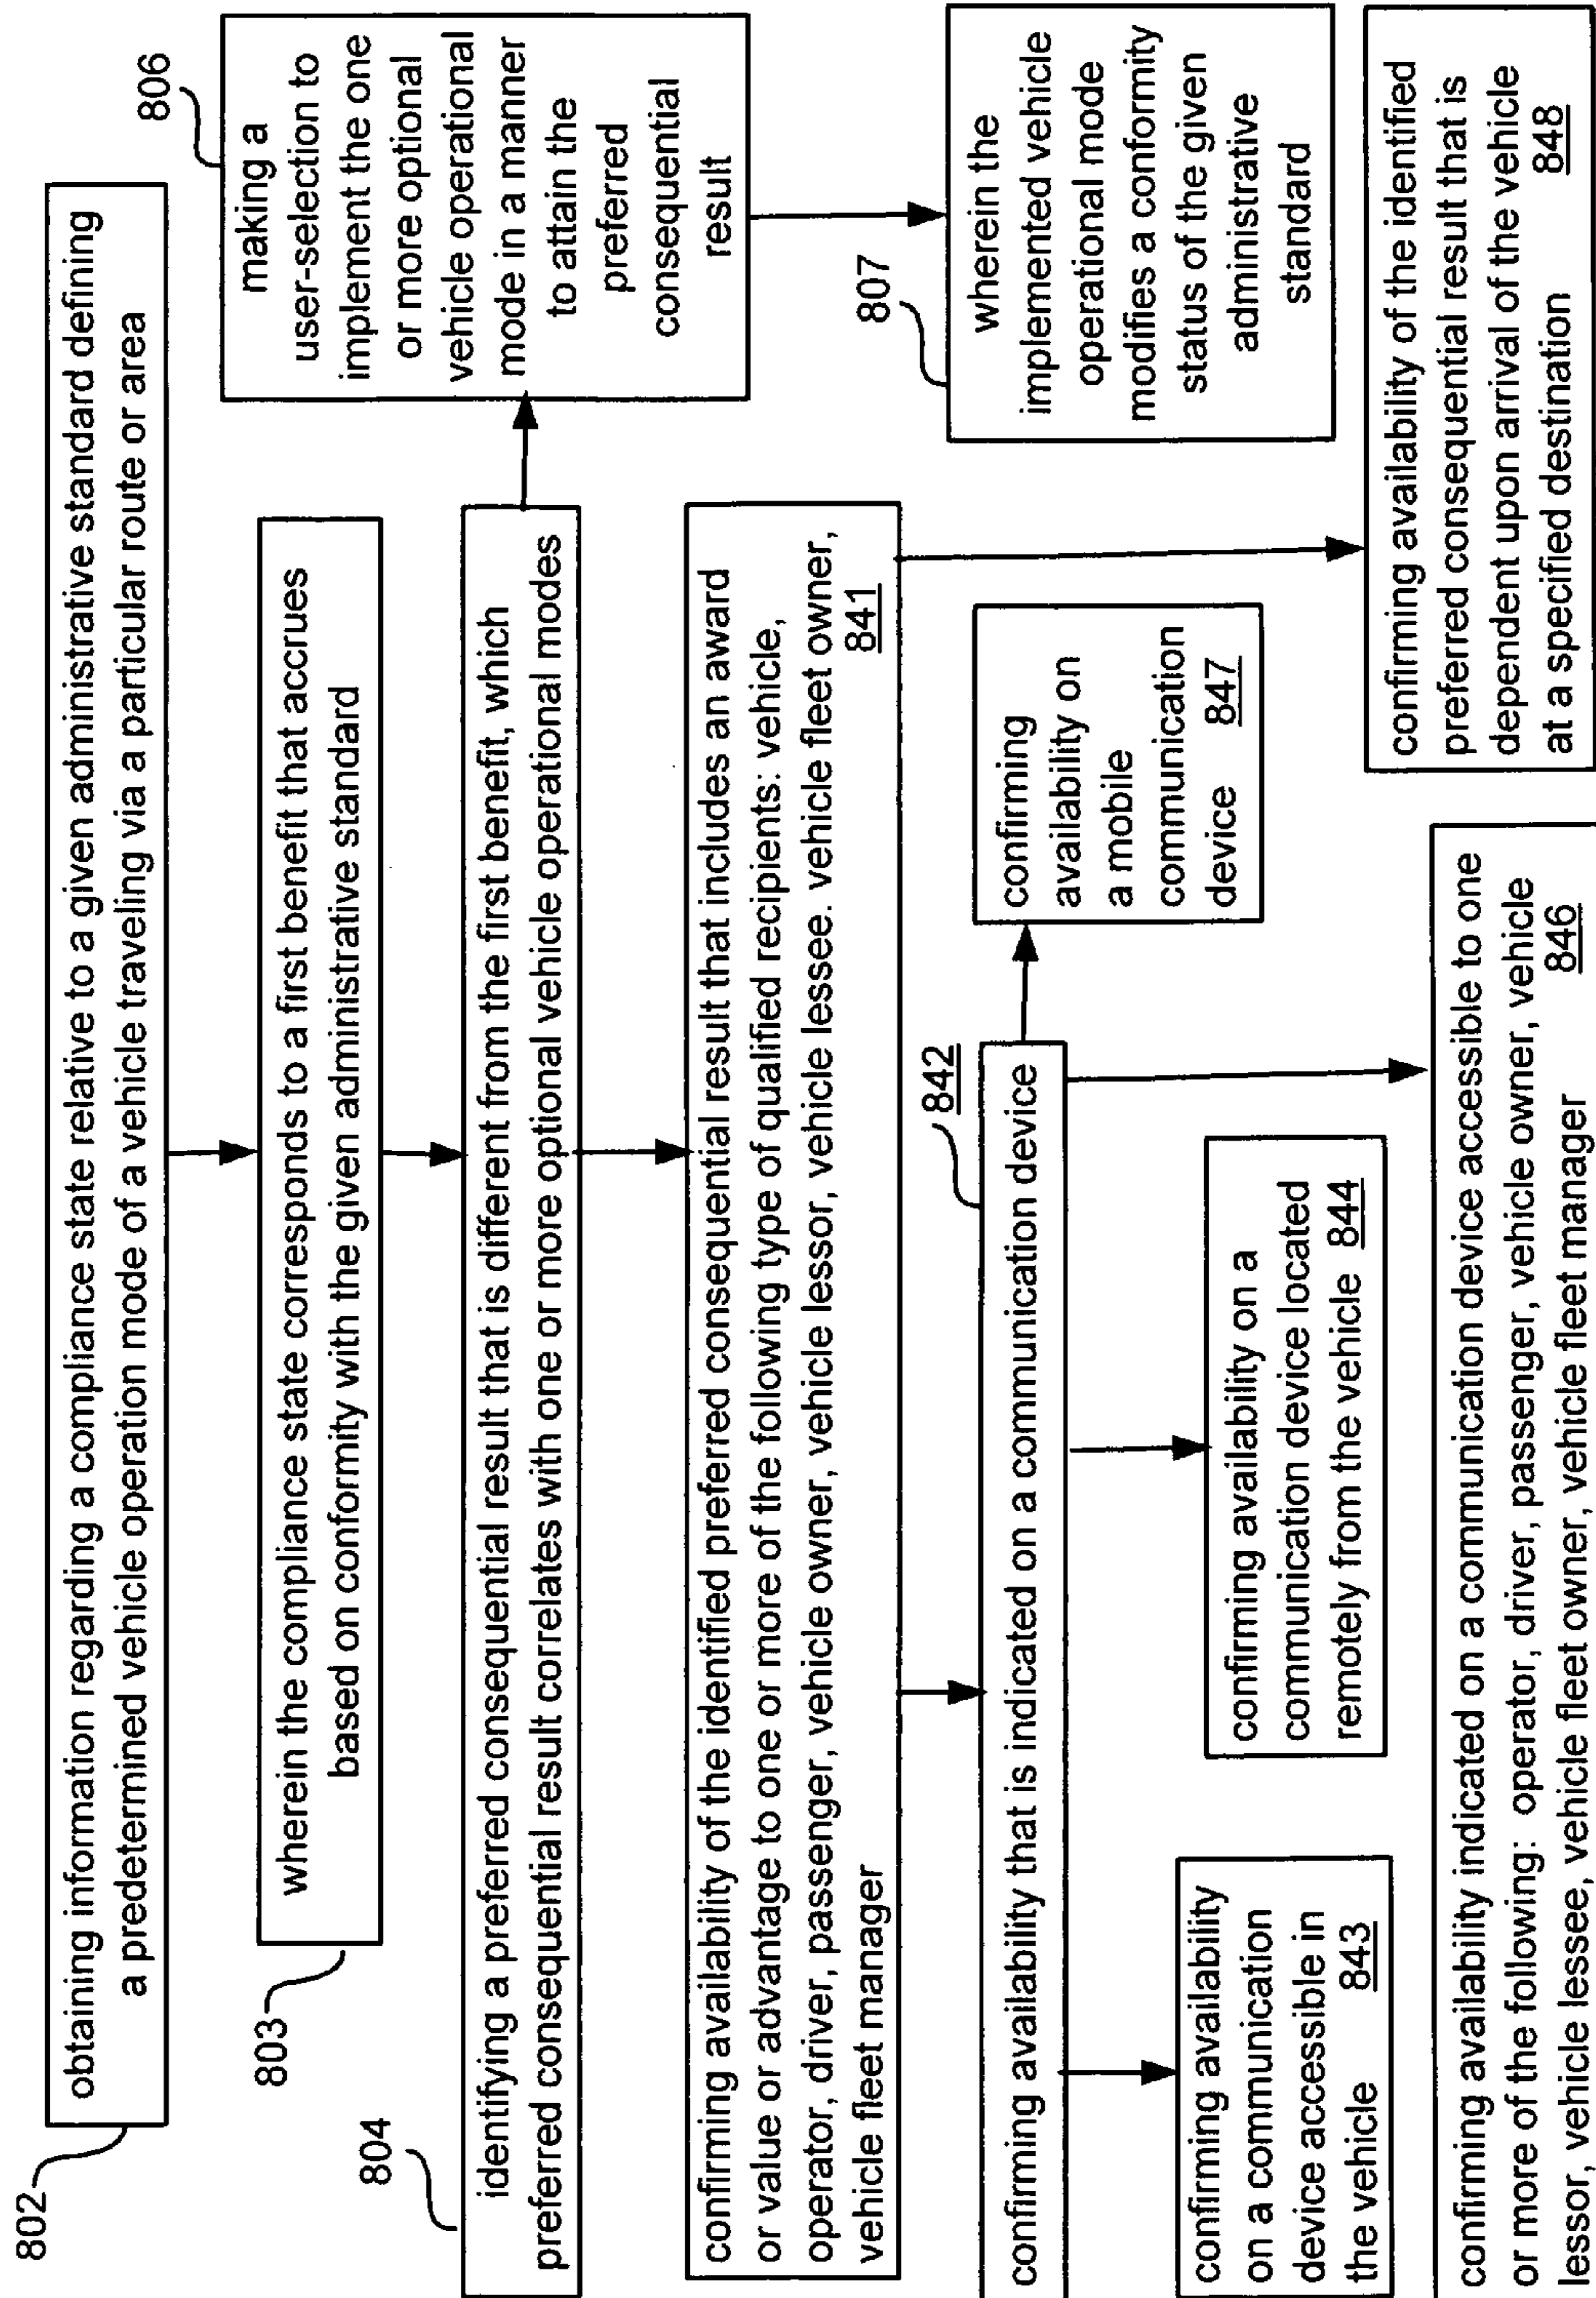 802
obtaining information regarding a compliance state relative to a given administrative standard defining
a predetermined vehicle operation mode of a vehicle traveling via a particular route or area
803
wherein the compliance state corresponds to a first benefit that accrues
based on conformity with the given administrative standard
804
identifying a preferred consequential result that is different from the first benefit, which
preferred consequential result correlates with one or more optional vehicle operational modes
806
making a
user-selection to
implement the one
or more optional
vehicle operational
mode in a manner
to attain the
preferred
consequential
result
807
wherein the
implemented vehicle
operational mode
modifies a conformity
status of the given
administrative
standard
confirming availability of the identified preferred consequential result that includes an award
or value or advantage to one or more of the following type of qualified recipients: vehicle,
operator, driver, passenger, vehicle owner, vehicle lessor, vehicle lessee. vehicle fleet owner,
vehicle fleet manager 841
842
confirming availability that is indicated on a communication device
confirming availability
on a communication
device accessible in
the vehicle 843
confirming availability on a
communication device located
remotely from the vehicle 844
confirming
availability on
a mobile
communication
device 847
confirming availability of the identified
preferred consequential result that is
dependent upon arrival of the vehicle
at a specified destination 848
confirming availability indicated on a communication device accessible to one
or more of the following: operator, driver, passenger, vehicle owner, vehicle
lessor, vehicle lessee, vehicle fleet owner, vehicle fleet manager 846